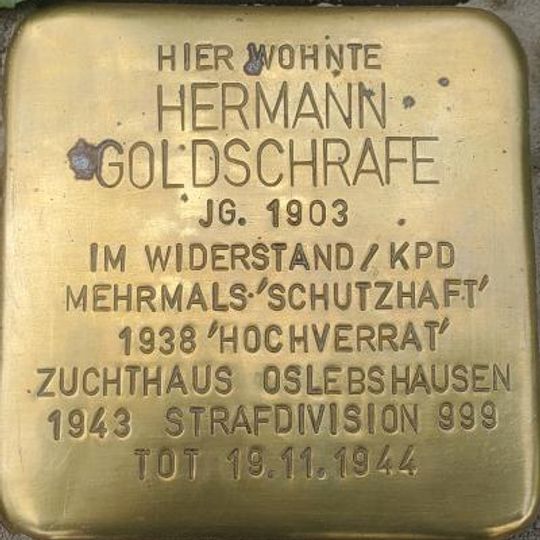 HIER WOHNTE
HERMANN
GOLDSCHRAFE
JG. 1903
IM WIDERSTAND/KPD
MEHRMALS 'SCHUTZHAFT'
1938 'HOCHVERRAT'
ZUCHTHAUS OSLEBSHAUSEN
1943 STRAFDIVISION 999
TOT 19.11.1944